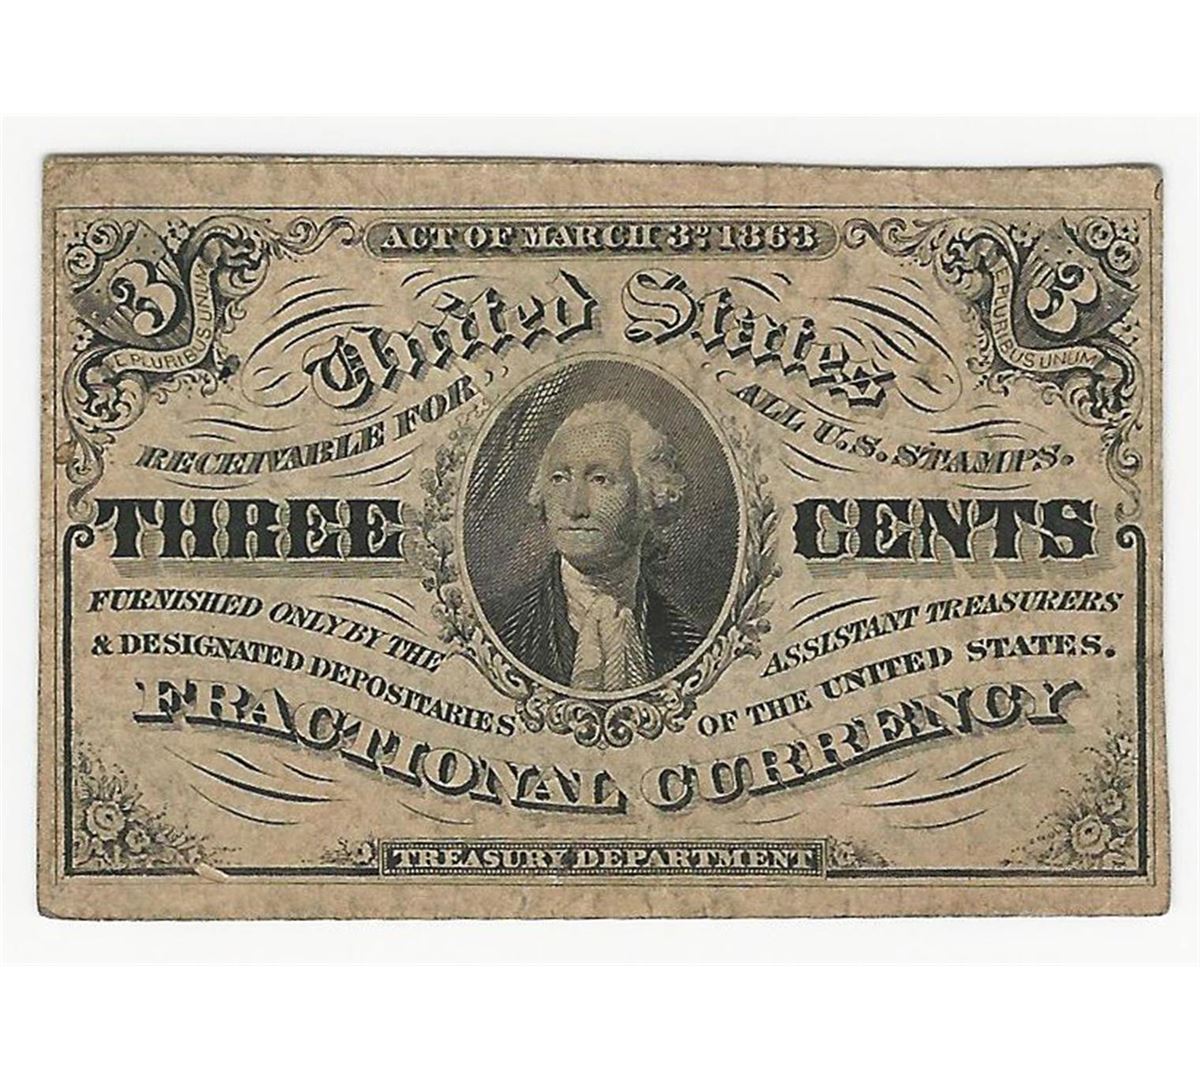 ACT OF MARCH 3D 1863
3
3
E PLURIBUS UNUM
E PLURIBUS UNUM
United States
RECEIVABLE FOR ALL U.S. STAMPS.
THREE CENTS
FURNISHED ONLY BY THE ASSISTANT TREASURERS
& DESIGNATED DEPOSITARIES OF THE UNITED STATES.
FRACTIONAL CURRENCY
TREASURY DEPARTMENT